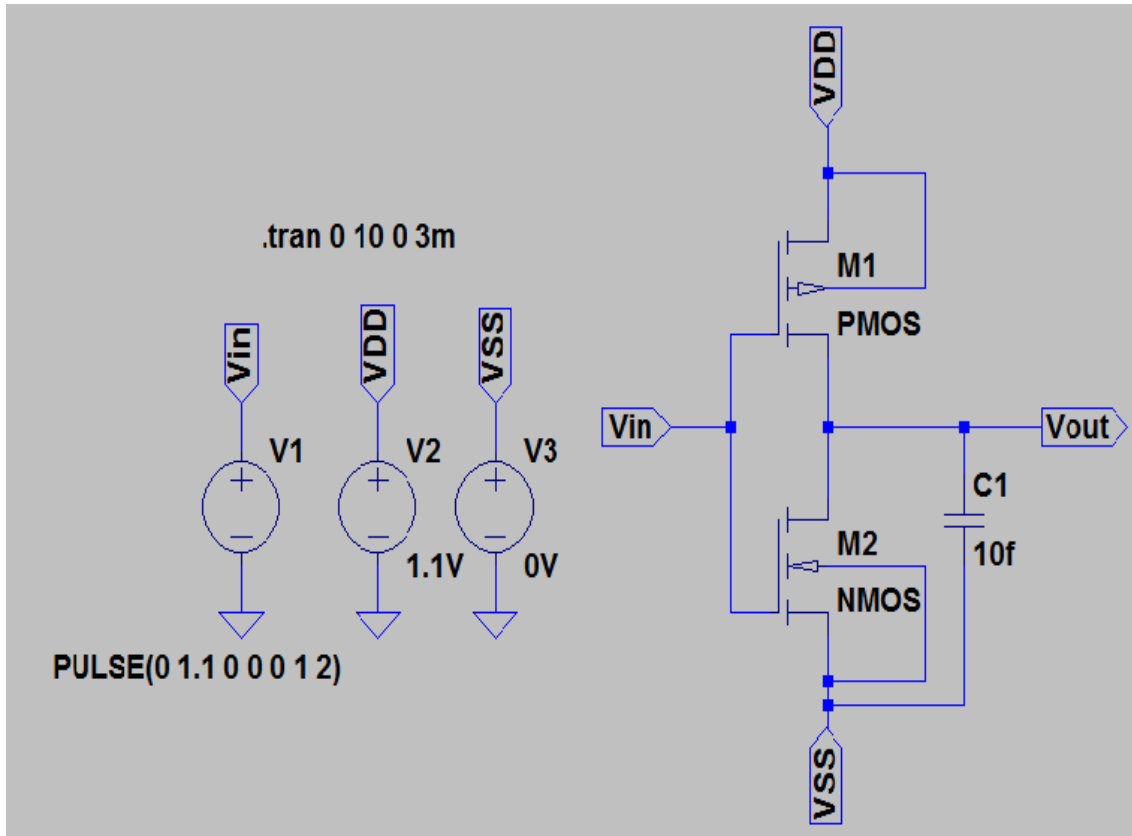 VDD
.tran 0 10 0 3m
M1
PMOS
Vin
VDD
VSS
V1
V2
V3
1.1V
0V
PULSE(0 1.1 0 0 0 1 2)
Vin
Vout
C1
10f
M2
NMOS
VSS